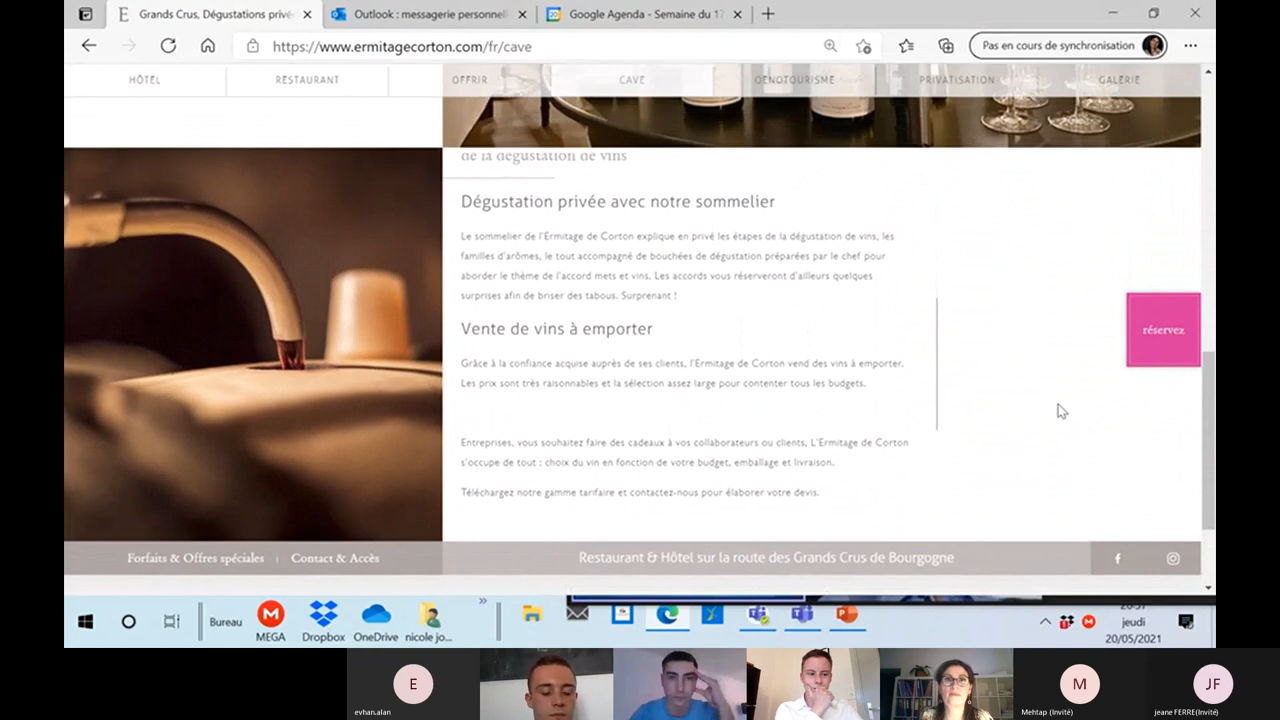 Grands Crus, Dégustations privé
Outlook : messagerie personnel
Google Agenda - Semaine du 17
https://www.ermitagecorton.com/fr/cave
Pas en cours de synchronisation
HÔTEL
RESTAURANT
OFFRIR
CAVE
OENOTOURISME
PRIVATISATION
GALERIE
de la dégustation de vins
Dégustation privée avec notre sommelier
Le sommelier de l'Ermitage de Corton explique en privé les étapes de la dégustation de vins, les
familles d'arômes, le tout accompagné de bouchées de dégustation préparées par le chef pour
aborder le thème de l'accord mets et vins. Les accords vous réserveront d'ailleurs quelques
surprises afin de briser des tabous. Surprenant !
réservez
Vente de vins à emporter
Grâce à la confiance acquise auprès de ses clients, l'Ermitage de Corton vend des vins à emporter.
Les prix sont très raisonnables et la sélection assez large pour contenter tous les budgets.
Entreprises, vous souhaitez faire des cadeaux à vos collaborateurs ou clients, L'Ermitage de Corton
s'occupe de tout : choix du vin en fonction de votre budget, emballage et livraison.
Téléchargez notre gamme tarifaire et contactez-nous pour élaborer votre devis.
Forfaits & Offres spéciales | Contact & Accès
Restaurant & Hôtel sur la route des Grands Crus de Bourgogne
Bureau
MEGA
Dropbox
OneDrive
nicole jo...
jeudi
20/05/2021
E
evhan.alan
M
Mehtap (Invité)
JF
jeane FERRE(Invité)